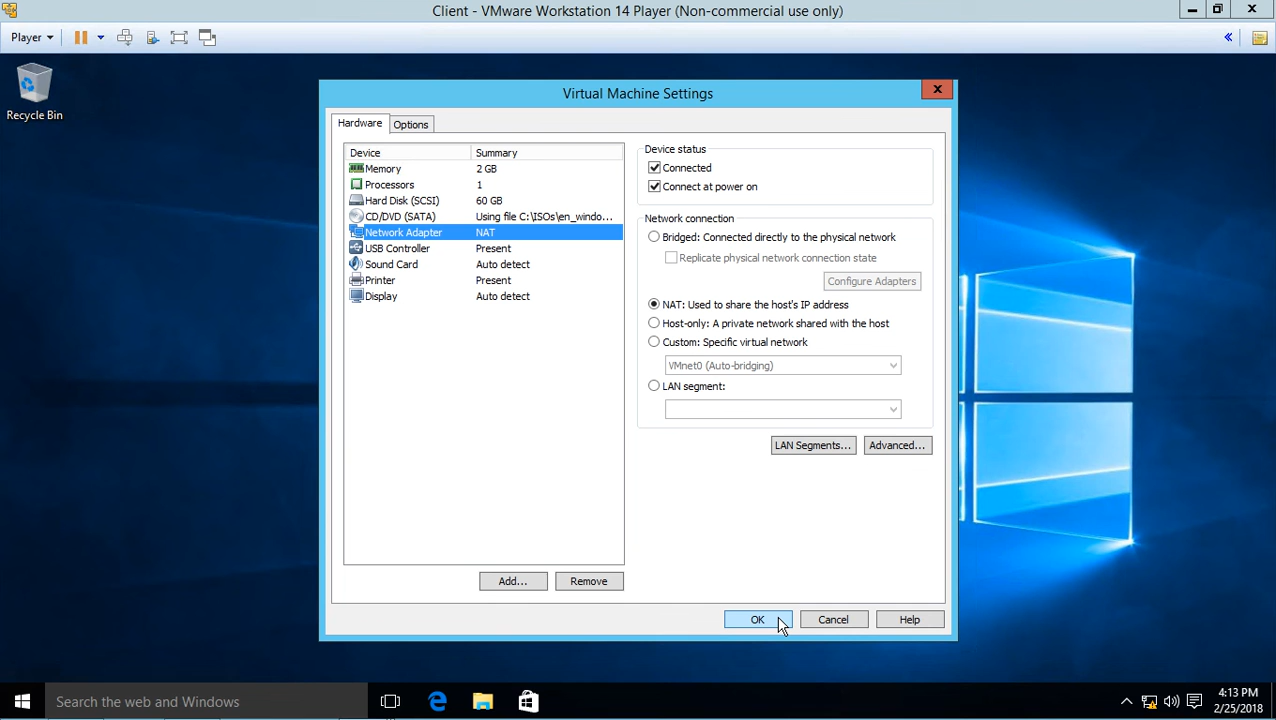 Client - VMware Workstation 14 Player (Non-commercial use only)
Player
Recycle Bin
Virtual Machine Settings
Hardware
Options
Device Summary
Memory 2 GB
Processors 1
Hard Disk (SCSI) 60 GB
CD/DVD (SATA) Using file C:\ISOs\en_windo...
Network Adapter NAT
USB Controller Present
Sound Card Auto detect
Printer Present
Display Auto detect
Add...
Remove
Device status
Connected
Connect at power on
Network connection
Bridged: Connected directly to the physical network
Replicate physical network connection state
Configure Adapters
NAT: Used to share the host's IP address
Host-only: A private network shared with the host
Custom: Specific virtual network
VMnet0 (Auto-bridging)
LAN segment:
LAN Segments...
Advanced...
OK
Cancel
Help
Search the web and Windows
4:13 PM
2/25/2018